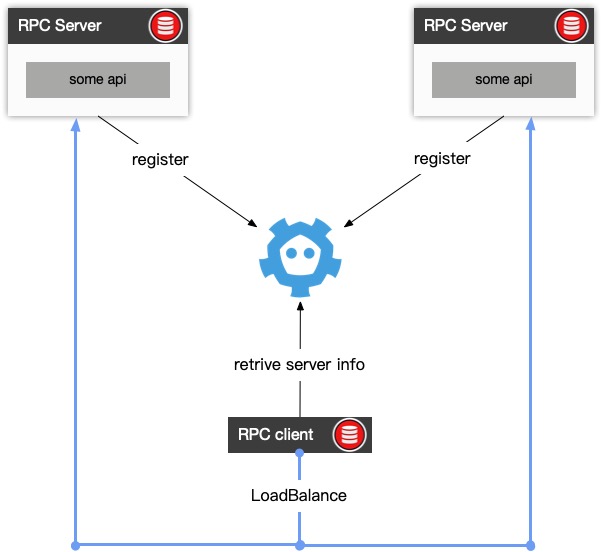 RPC Server
RPC Server
some api
some api
register
register
retrive server info
RPC client
LoadBalance